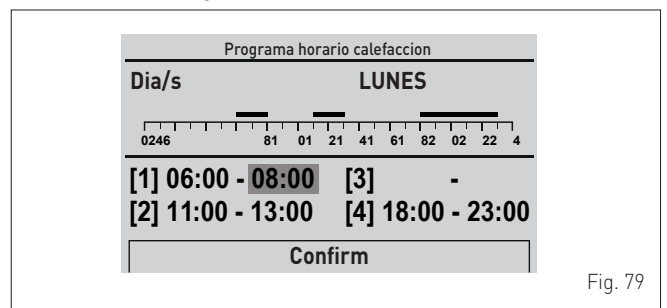 Programa horario calefaccion
Dia/s LUNES
0246 81 01 21 41 61 82 02 22 4
[1] 06:00 - 08:00 [3] -
[2] 11:00 - 13:00 [4] 18:00 - 23:00
Confirm
Fig. 79